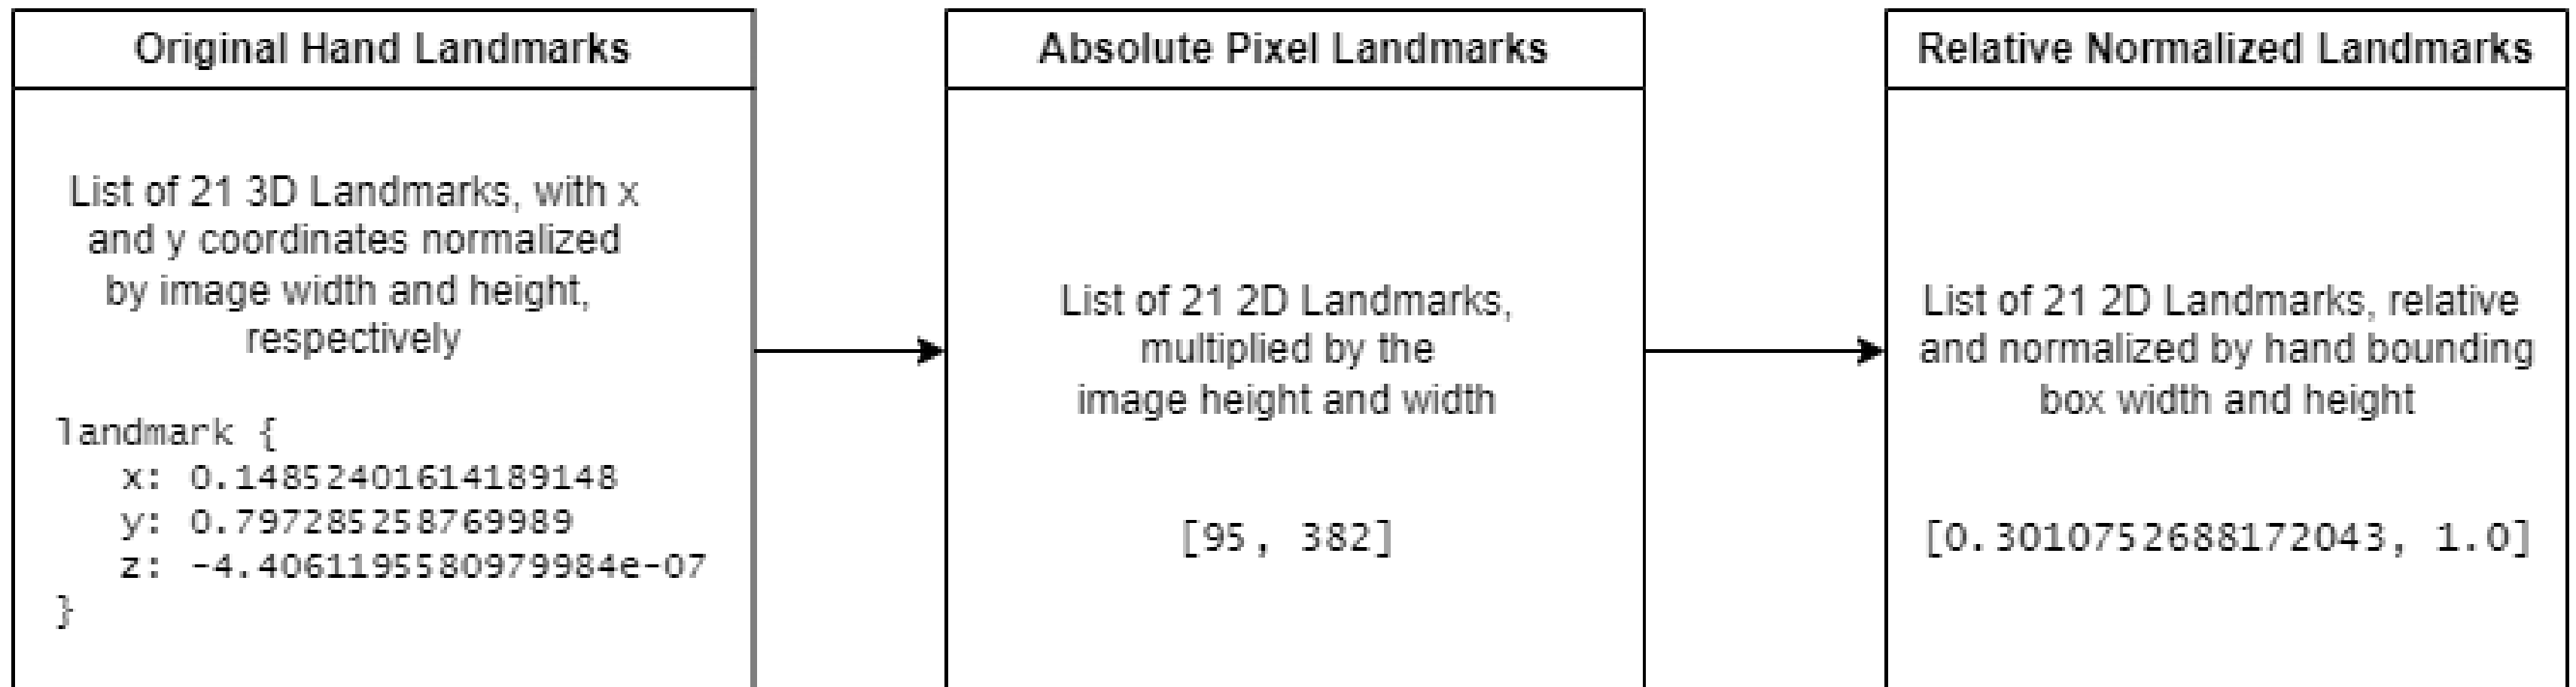 Original Hand Landmarks
List of 21 3D Landmarks, with x
and y coordinates normalized
by image width and height,
respectively
landmark {
x: 0.14852401614189148
y: 0.797285258769989
z: -4.4061195580979984e-07
}
Absolute Pixel Landmarks
List of 21 2D Landmarks,
multiplied by the
image height and width
[95, 382]
Relative Normalized Landmarks
List of 21 2D Landmarks, relative
and normalized by hand bounding
box width and height
[0.3010752688172043, 1.0]